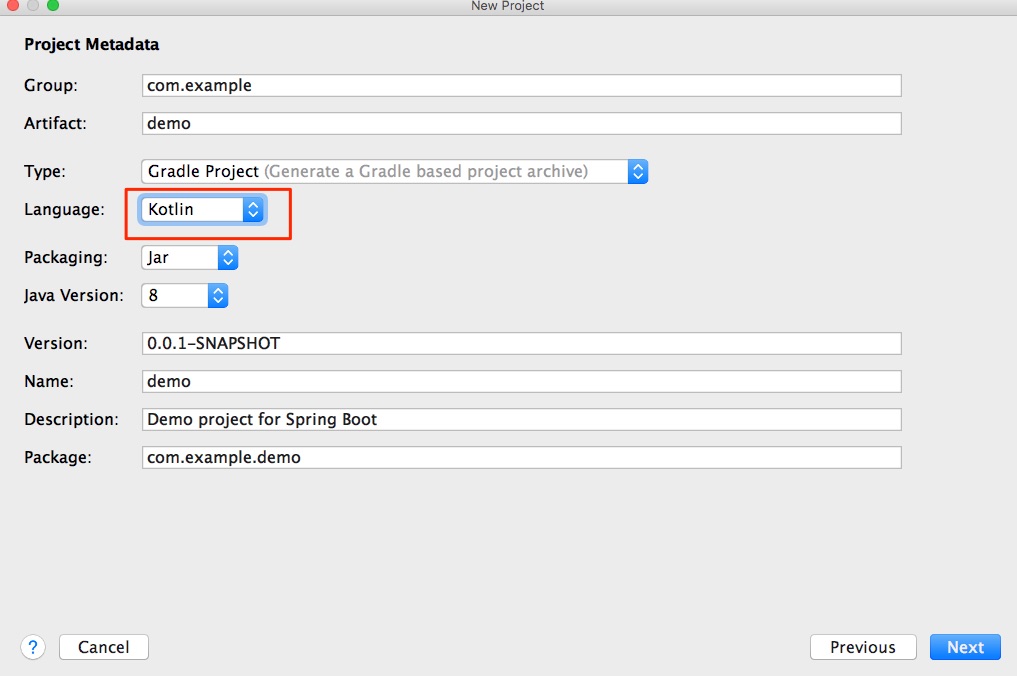 New Project
Project Metadata
Group: com.example
Artifact: demo
Type: Gradle Project (Generate a Gradle based project archive)
Language: Kotlin
Packaging: Jar
Java Version: 8
Version: 0.0.1-SNAPSHOT
Name: demo
Description: Demo project for Spring Boot
Package: com.example.demo
? Cancel Previous Next